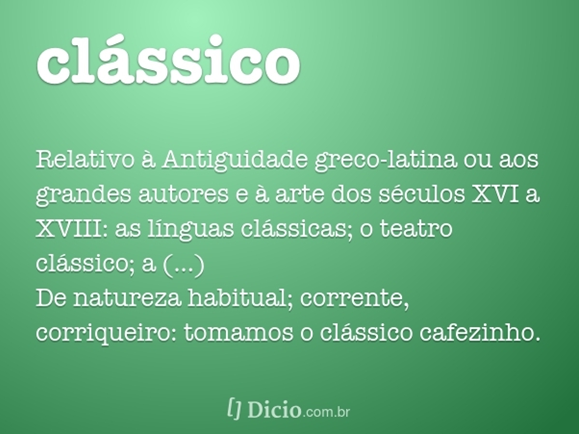 clássico
Relativo à Antiguidade greco-latina ou aos
grandes autores e à arte dos séculos XVI a
XVIII: as línguas clássicas; o teatro
clássico; a (...)
De natureza habitual; corrente,
corriqueiro: tomamos o clássico cafezinho.
[] Dicio.com.br